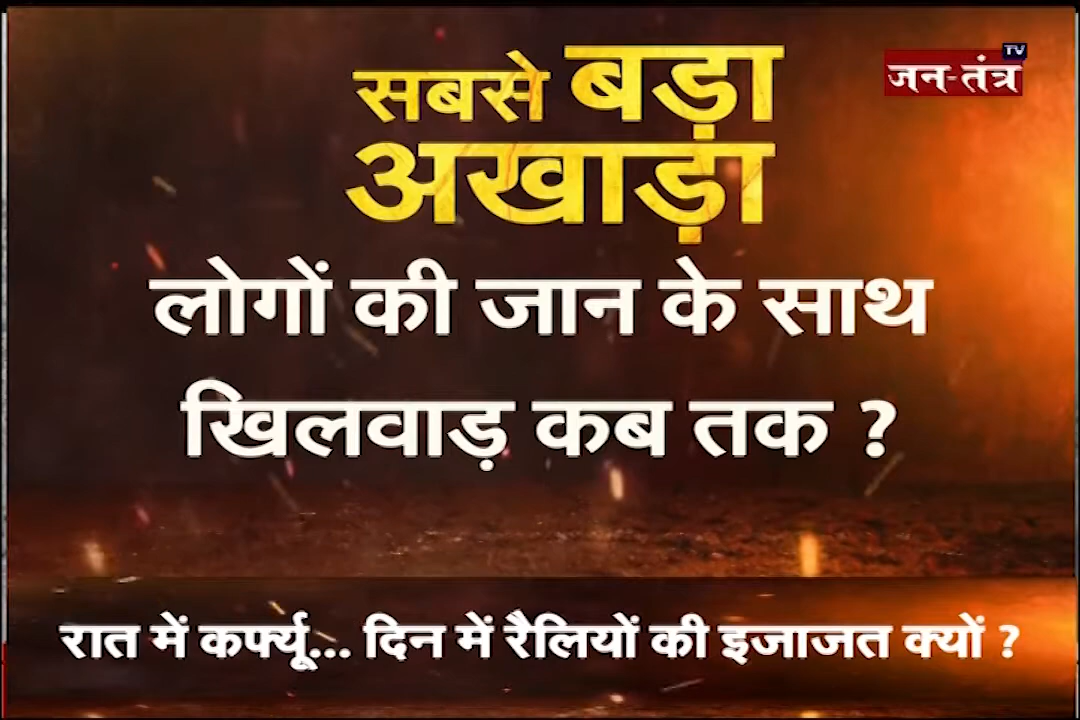 सबसे बड़ा
जन-तंत्र TV
अखाड़ा
लोगों की जान के साथ
खिलवाड़ कब तक ?
रात में कर्फ्यू... दिन में रैलियों की इजाजत क्यों ?